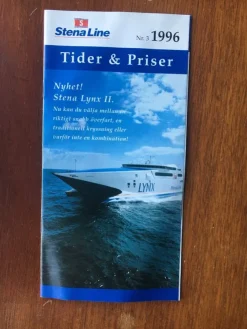 S
Stena Line
Nr. 3 1996
Tider & Priser
Nyhet!
Stena Lynx II.
Nu kan du välja mellan en
riktigt snabb överfart, en
traditionell kryssning eller
varför inte en kombination!
LYNX